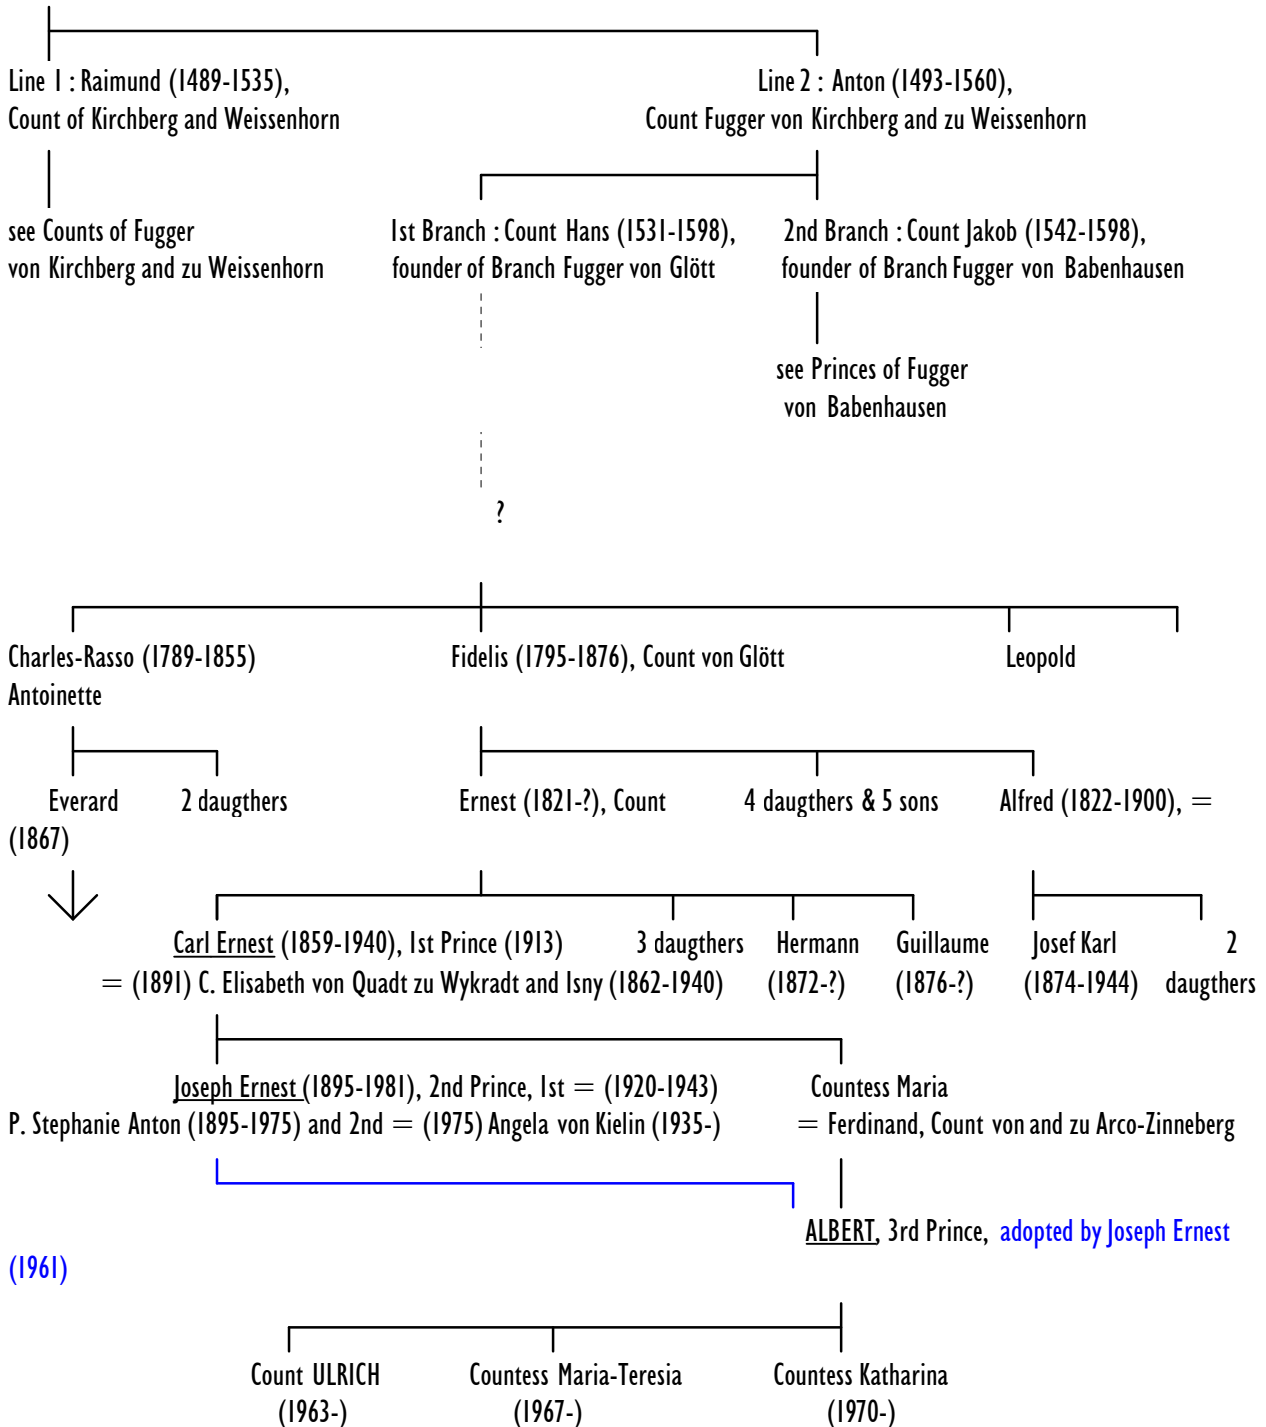 Line 1 : Raimund (1489-1535),
Count of Kirchberg and Weissenhorn
Line 2 : Anton (1493-1560),
Count Fugger von Kirchberg and zu Weissenhorn
see Counts of Fugger
von Kirchberg and zu Weissenhorn
1st Branch : Count Hans (1531-1598),
founder of Branch Fugger von Glött
2nd Branch : Count Jakob (1542-1598),
founder of Branch Fugger von Babenhausen
see Princes of Fugger
von Babenhausen
?
Charles-Rasso (1789-1855)
Antoinette
Fidelis (1795-1876), Count von Glött
Leopold
Everard
(1867)
2 daugthers
Ernest (1821-?), Count
4 daugthers & 5 sons
Alfred (1822-1900), =
Carl Ernest (1859-1940), 1st Prince (1913)
= (1891) C. Elisabeth von Quadt zu Wykradt and Isny (1862-1940)
3 daugthers
Hermann
(1872-?)
Guillaume
(1876-?)
Josef Karl
(1874-1944)
2
daugthers
Joseph Ernest (1895-1981), 2nd Prince, 1st = (1920-1943)
P. Stephanie Anton (1895-1975) and 2nd = (1975) Angela von Kielin (1935-)
Countess Maria
= Ferdinand, Count von and zu Arco-Zinneberg
ALBERT, 3rd Prince, adopted by Joseph Ernest
(1961)
Count ULRICH
(1963-)
Countess Maria-Teresia
(1967-)
Countess Katharina
(1970-)